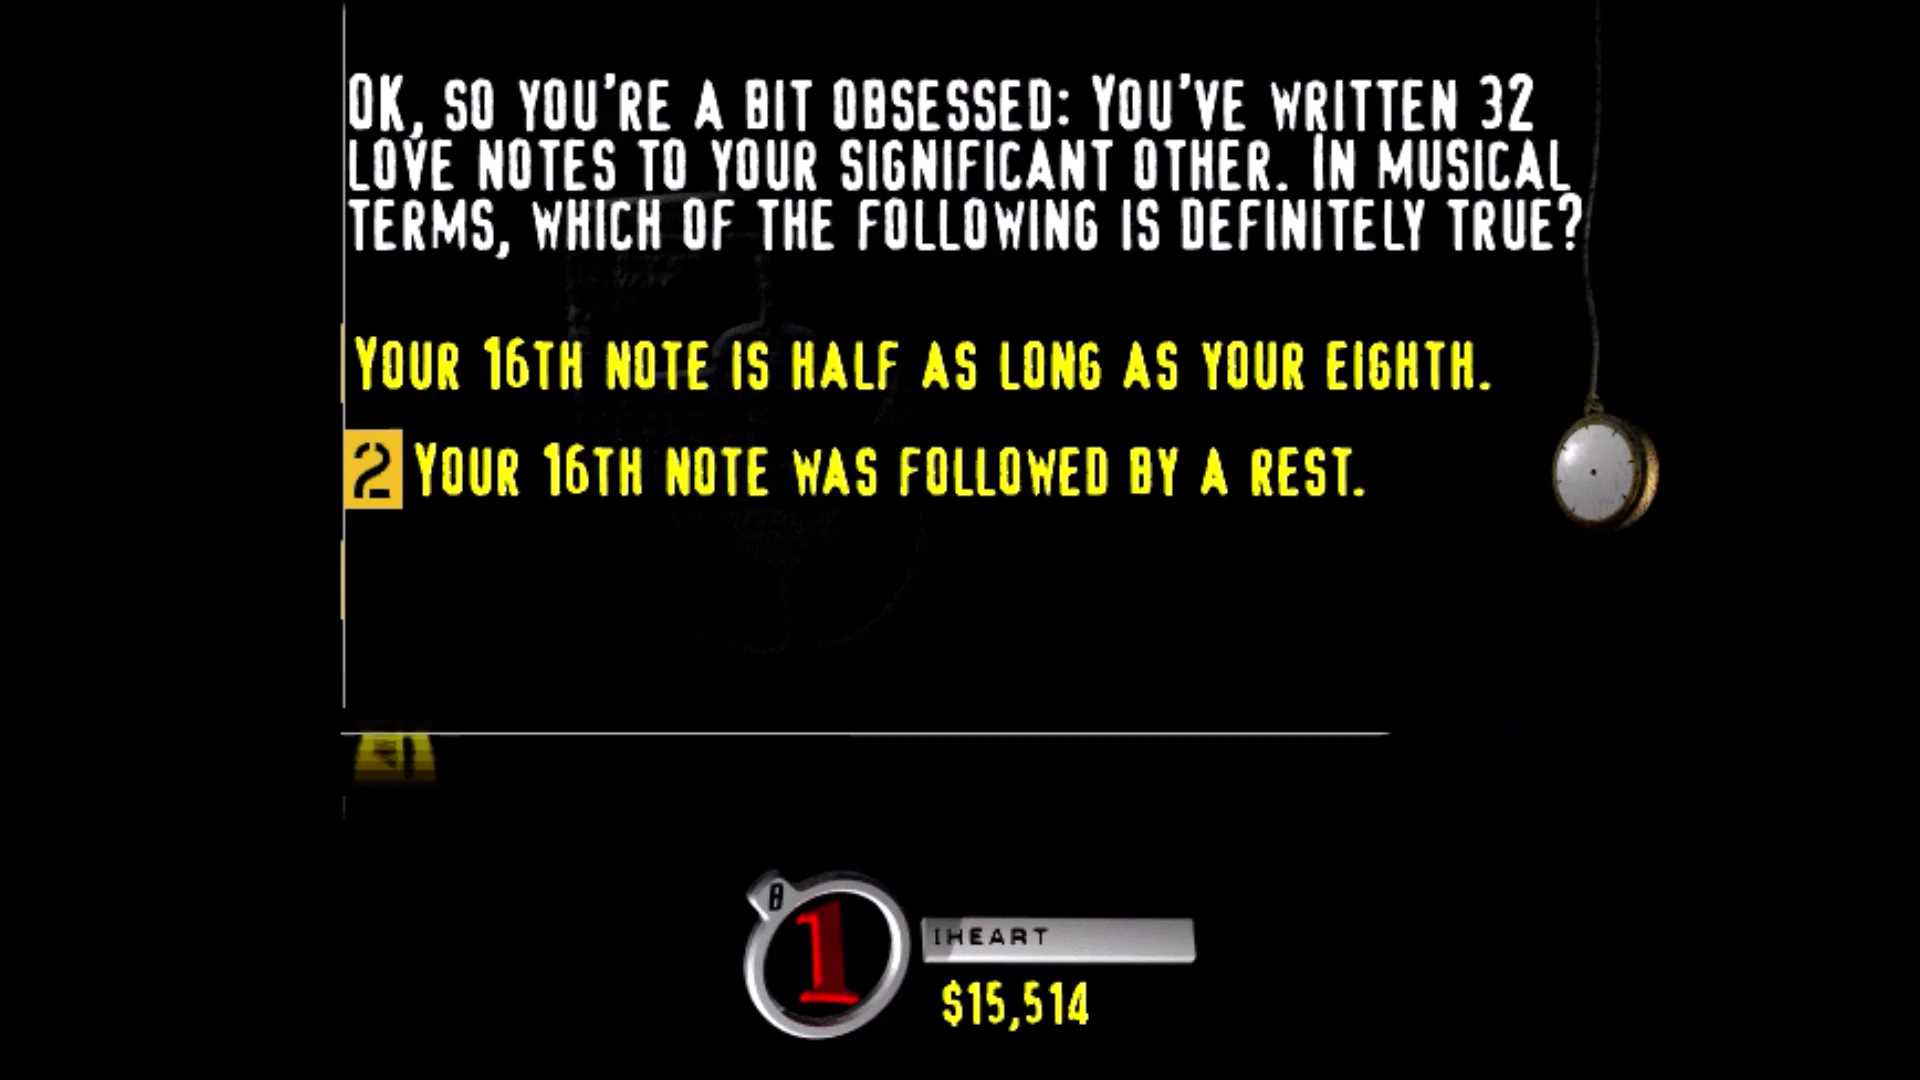 OK, SO YOU'RE A BIT OBSESSED: YOU'VE WRITTEN 32
LOVE NOTES TO YOUR SIGNIFICANT OTHER. IN MUSICAL
TERMS, WHICH OF THE FOLLOWING IS DEFINITELY TRUE?
YOUR 16TH NOTE IS HALF AS LONG AS YOUR EIGHTH.
2 YOUR 16TH NOTE WAS FOLLOWED BY A REST.
B
1
IHEART
$15,514